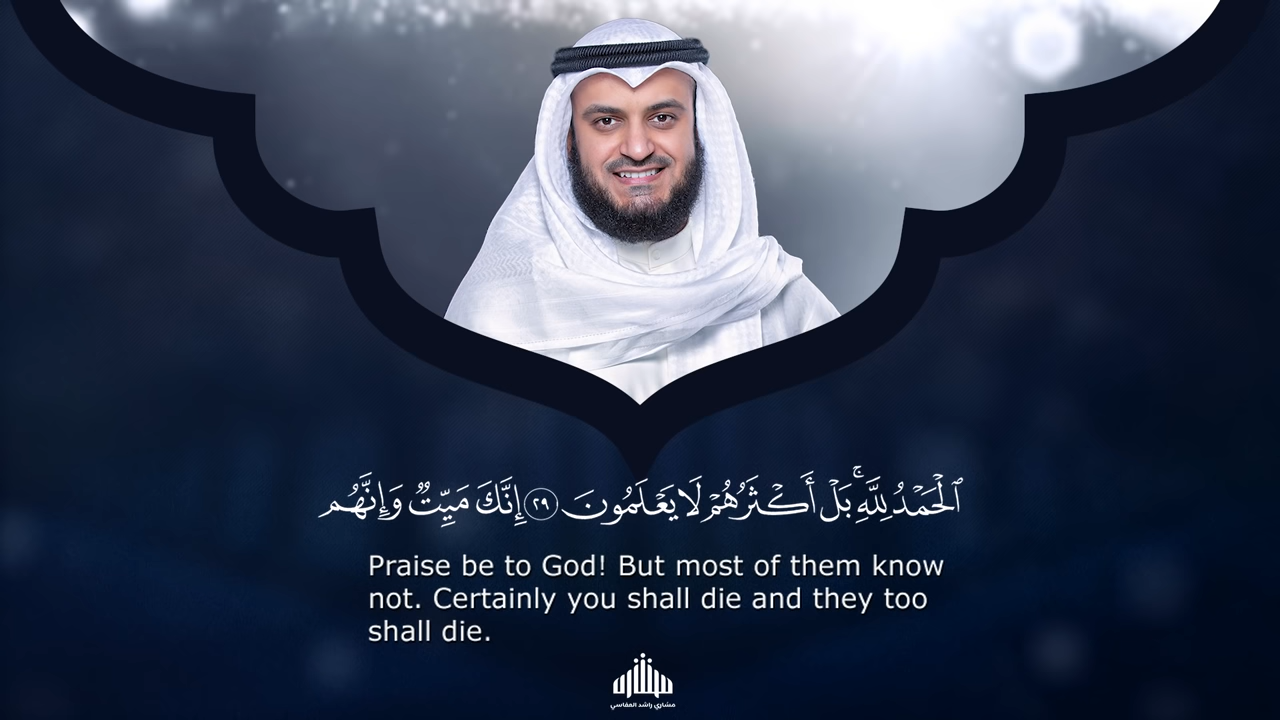 ٱلْحَمْدُ لِلَّهِ ۚ بَلْ أَكْثَرُهُمْ لَا يَعْلَمُونَ ٢٩ إِنَّكَ مَيِّتٌ وَإِنَّهُم
Praise be to God! But most of them know
not. Certainly you shall die and they too
shall die.
مشاري راشد العفاسي